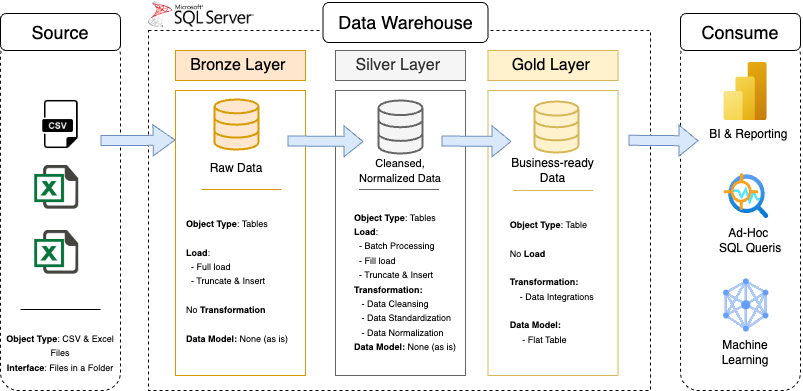 Source
CSV
X
X
Object Type: CSV & Excel
Files
Interface: Files in a Folder
Microsoft
SQL Server
Data Warehouse
Bronze Layer
Raw Data
Object Type: Tables
Load:
- Full load
- Truncate & Insert
No Transformation
Data Model: None (as is)
Silver Layer
Cleansed,
Normalized Data
Object Type: Tables
Load:
- Batch Processing
- Fill load
- Truncate & Insert
Transformation:
- Data Cleansing
- Data Standardization
- Data Normalization
Data Model: None (as is)
Gold Layer
Business-ready
Data
Object Type: Table
No Load
Transformation:
- Data Integrations
Data Model:
- Flat Table
Consume
BI & Reporting
Ad-Hoc
SQL Queris
Machine
Learning